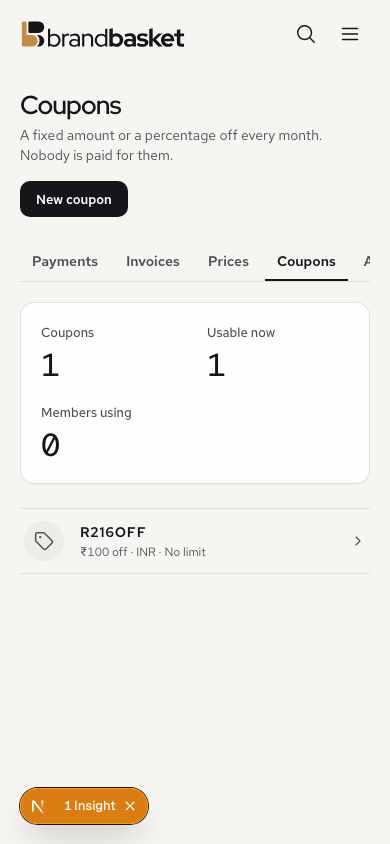 brandbasket
Coupons
A fixed amount or a percentage off every month.
Nobody is paid for them.
New coupon
Payments Invoices Prices Coupons
Coupons Usable now
1 1
Members using
0
R216OFF
₹100 off · INR · No limit
1 Insight